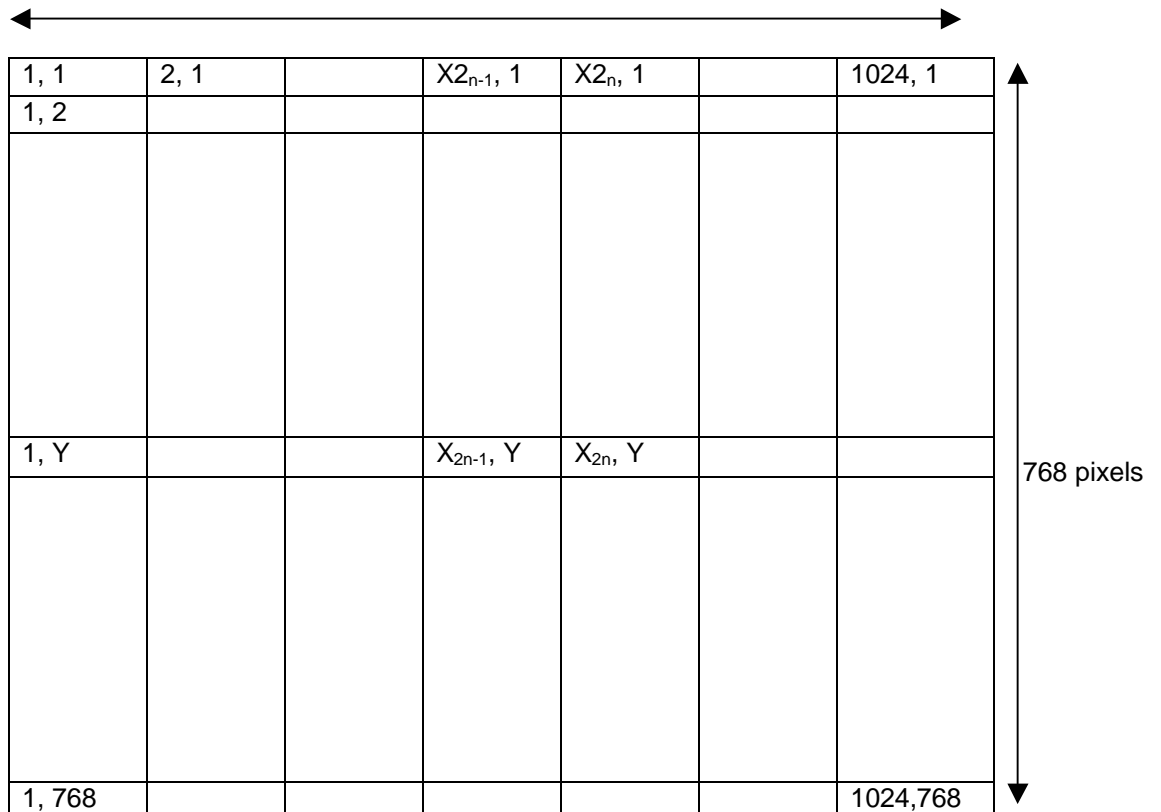 1, 1 2, 1 X2n-1, 1 X2n, 1 1024, 1
1, 2
1, Y X2n-1, Y X2n, Y
768 pixels
1, 768 1024,768